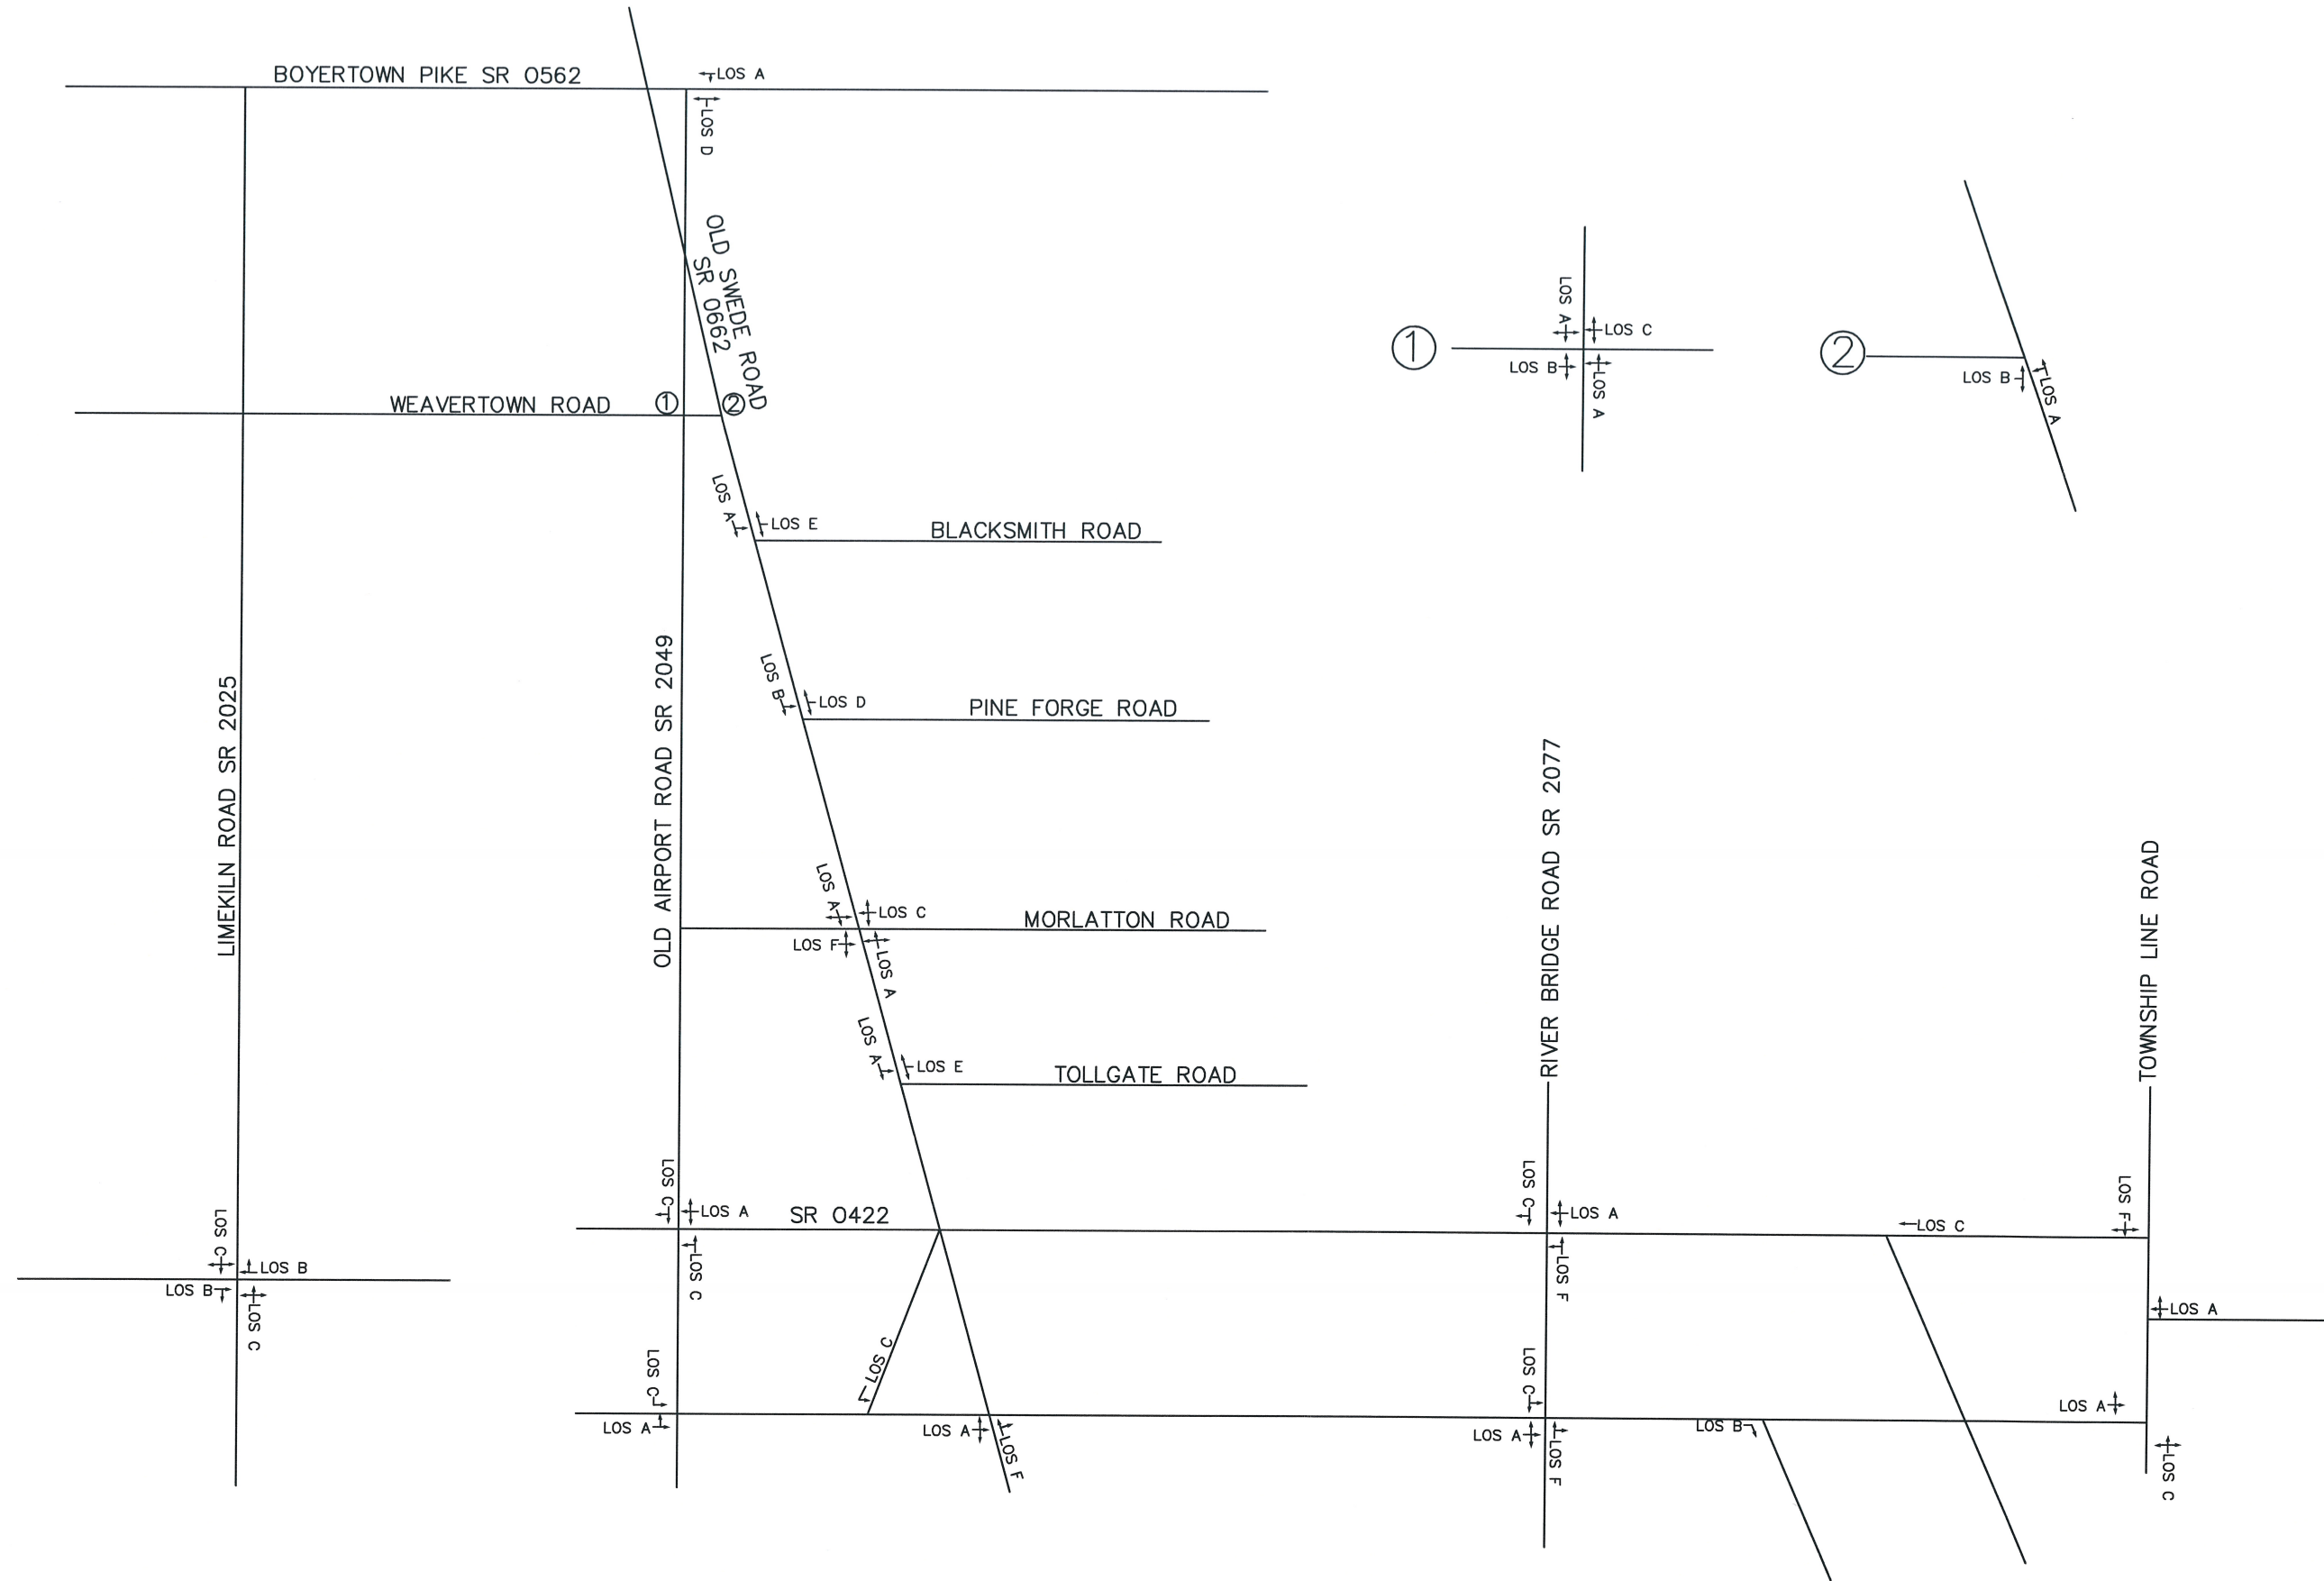 BOYERTOWN PIKE SR 0562
LOS A
LOS D
OLD SWEDE ROAD
SR 0662
WEAVERTOWN ROAD
1
2
LOS A
LOS E
BLACKSMITH ROAD
LOS B
LOS D
PINE FORGE ROAD
LIMEKILN ROAD SR 2025
OLD AIRPORT ROAD SR 2049
LOS A
LOS C
MORLATTON ROAD
LOS F
LOS A
LOS A
LOS E
TOLLGATE ROAD
1
LOS A
LOS C
LOS B
LOS A
2
LOS B
LOS A
RIVER BRIDGE ROAD SR 2077
TOWNSHIP LINE ROAD
LOS C
LOS B
LOS B
LOS C
LOS C
LOS A
SR 0422
LOS C
LOS C
LOS A
LOS C
LOS A
LOS F
LOS C
LOS A
LOS F
LOS C
LOS A
LOS F
LOS C
LOS B
LOS F
LOS A
LOS A
LOS C